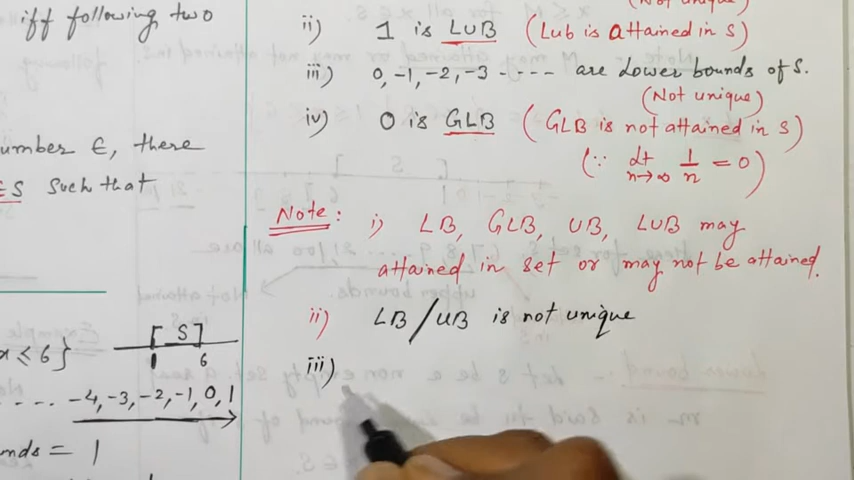 iff following two
number ϵ, there
ϵ S such that
[ S ]
1 6
x ≤ 6}
.... -4, -3, -2, -1, 0, 1
nds = 1
(Not unique)
ii) 1 is LUB (Lub is attained in S)
iii) 0, -1, -2, -3 ---- are Lower bounds of S.
(Not unique)
iv) 0 is GLB (GLB is not attained in S)
(∵ lt n→∞ 1/n = 0)
Note: i) LB, GLB, UB, LUB may
attained in set or may not be attained.
ii) LB/UB is not unique
iii)